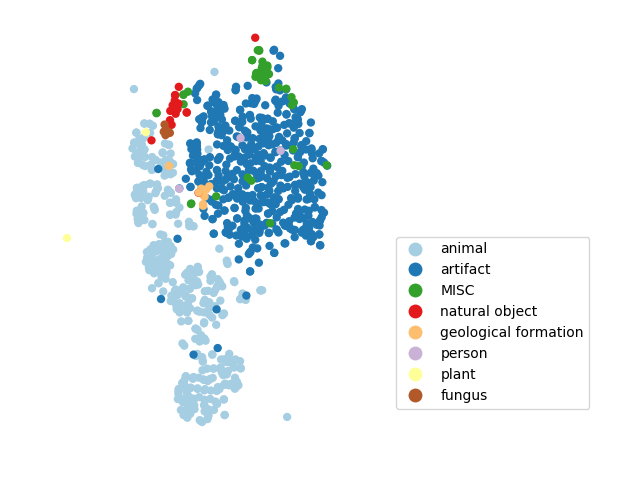 animal
artifact
MISC
natural object
geological formation
person
plant
fungus